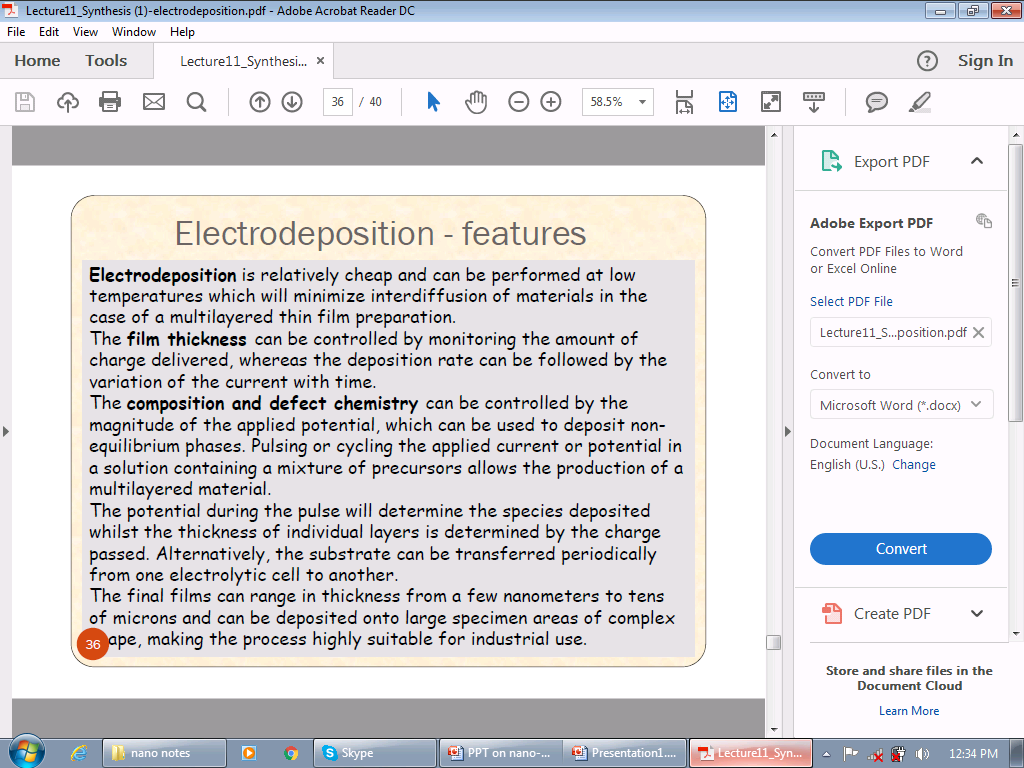 Lecture11_Synthesis (1)-electrodeposition.pdf - Adobe Acrobat Reader DC
File Edit View Window Help
Home Tools Lecture11_Synthesi... × Sign In
36 / 40 58.5%
Electrodeposition - features
Electrodeposition is relatively cheap and can be performed at low
temperatures which will minimize interdiffusion of materials in the
case of a multilayered thin film preparation.
The film thickness can be controlled by monitoring the amount of
charge delivered, whereas the deposition rate can be followed by the
variation of the current with time.
The composition and defect chemistry can be controlled by the
magnitude of the applied potential, which can be used to deposit non-
equilibrium phases. Pulsing or cycling the applied current or potential in
a solution containing a mixture of precursors allows the production of a
multilayered material.
The potential during the pulse will determine the species deposited
whilst the thickness of individual layers is determined by the charge
passed. Alternatively, the substrate can be transferred periodically
from one electrolytic cell to another.
The final films can range in thickness from a few nanometers to tens
of microns and can be deposited onto large specimen areas of complex
ape, making the process highly suitable for industrial use.
36
Export PDF
Adobe Export PDF
Convert PDF Files to Word
or Excel Online
Select PDF File
Lecture11_S...position.pdf
Convert to
Microsoft Word (*.docx)
Document Language:
English (U.S.) Change
Convert
Create PDF
Store and share files in the
Document Cloud
Learn More
nano notes Skype PPT on nano-... Presentation1.... Lecture11_Syn... 12:34 PM